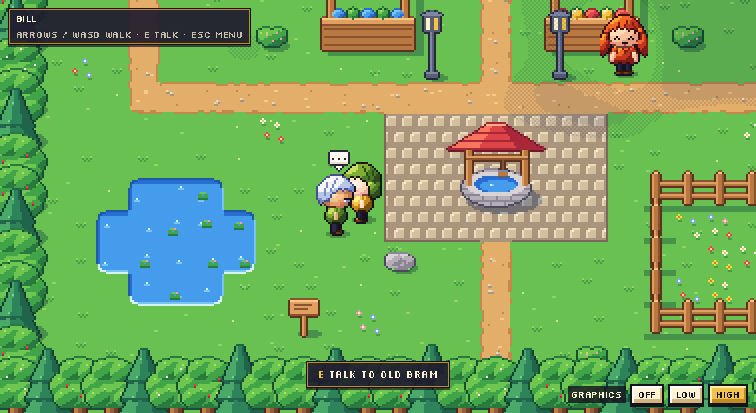 BILL
ARROWS / WASD WALK · E TALK · ESC MENU
...
E TALK TO OLD BRAM
GRAPHICS OFF LOW HIGH